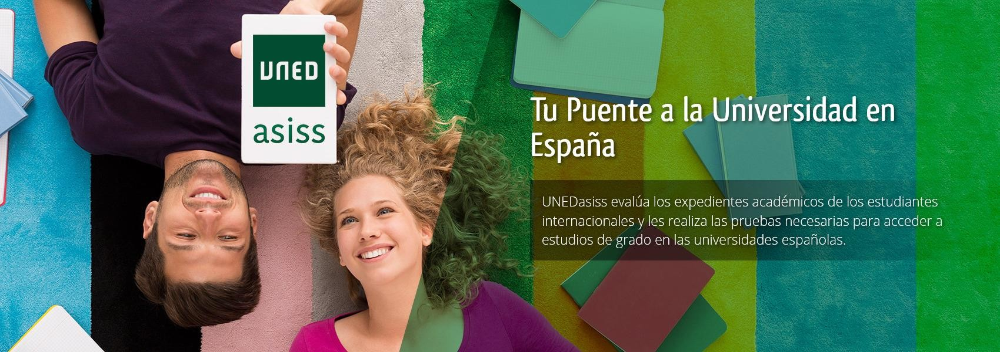 UNED
asiss
Tu Puente a la Universidad en
España
UNEDasiss evalúa los expedientes académicos de los estudiantes
internacionales y les realiza las pruebas necesarias para acceder a
estudios de grado en las universidades españolas.